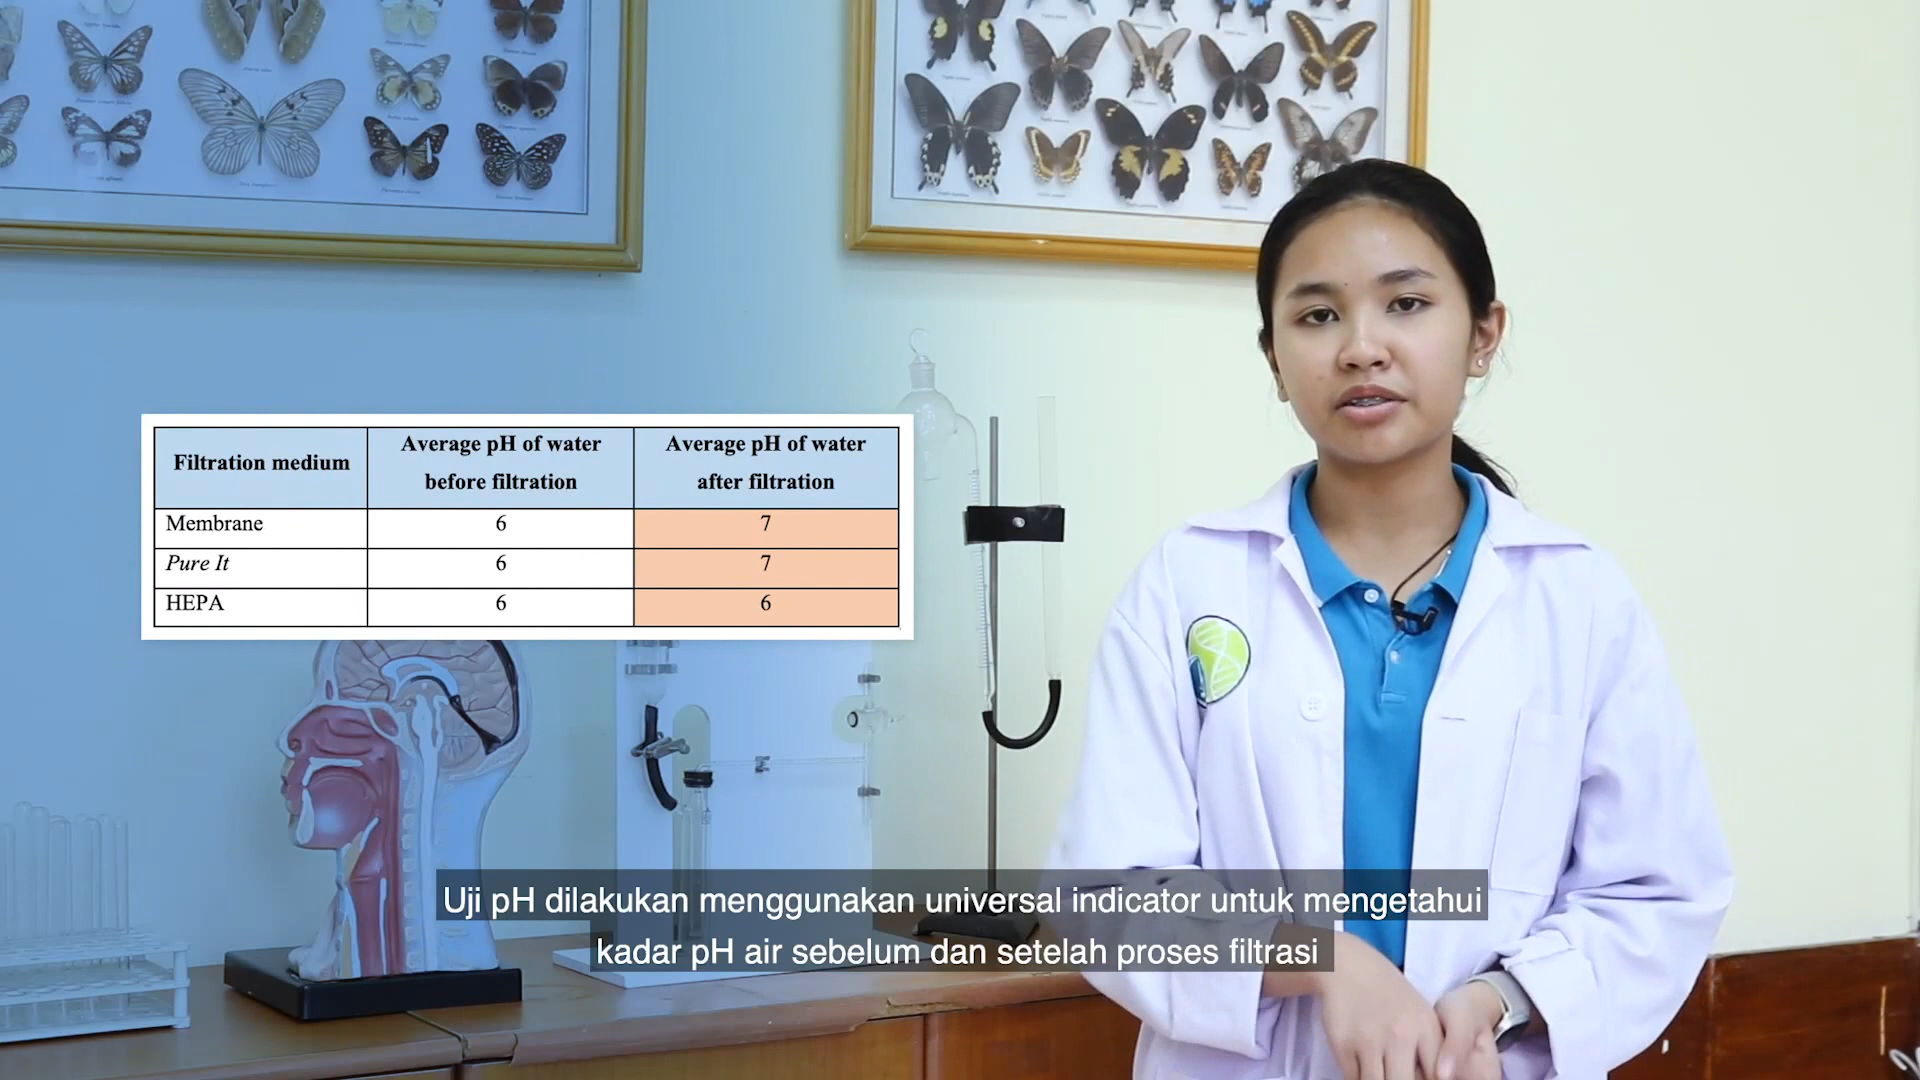 Filtration medium
Average pH of water
before filtration
Average pH of water
after filtration
Membrane 6 7
Pure It 6 7
HEPA 6 6
Uji pH dilakukan menggunakan universal indicator untuk mengetahui
kadar pH air sebelum dan setelah proses filtrasi